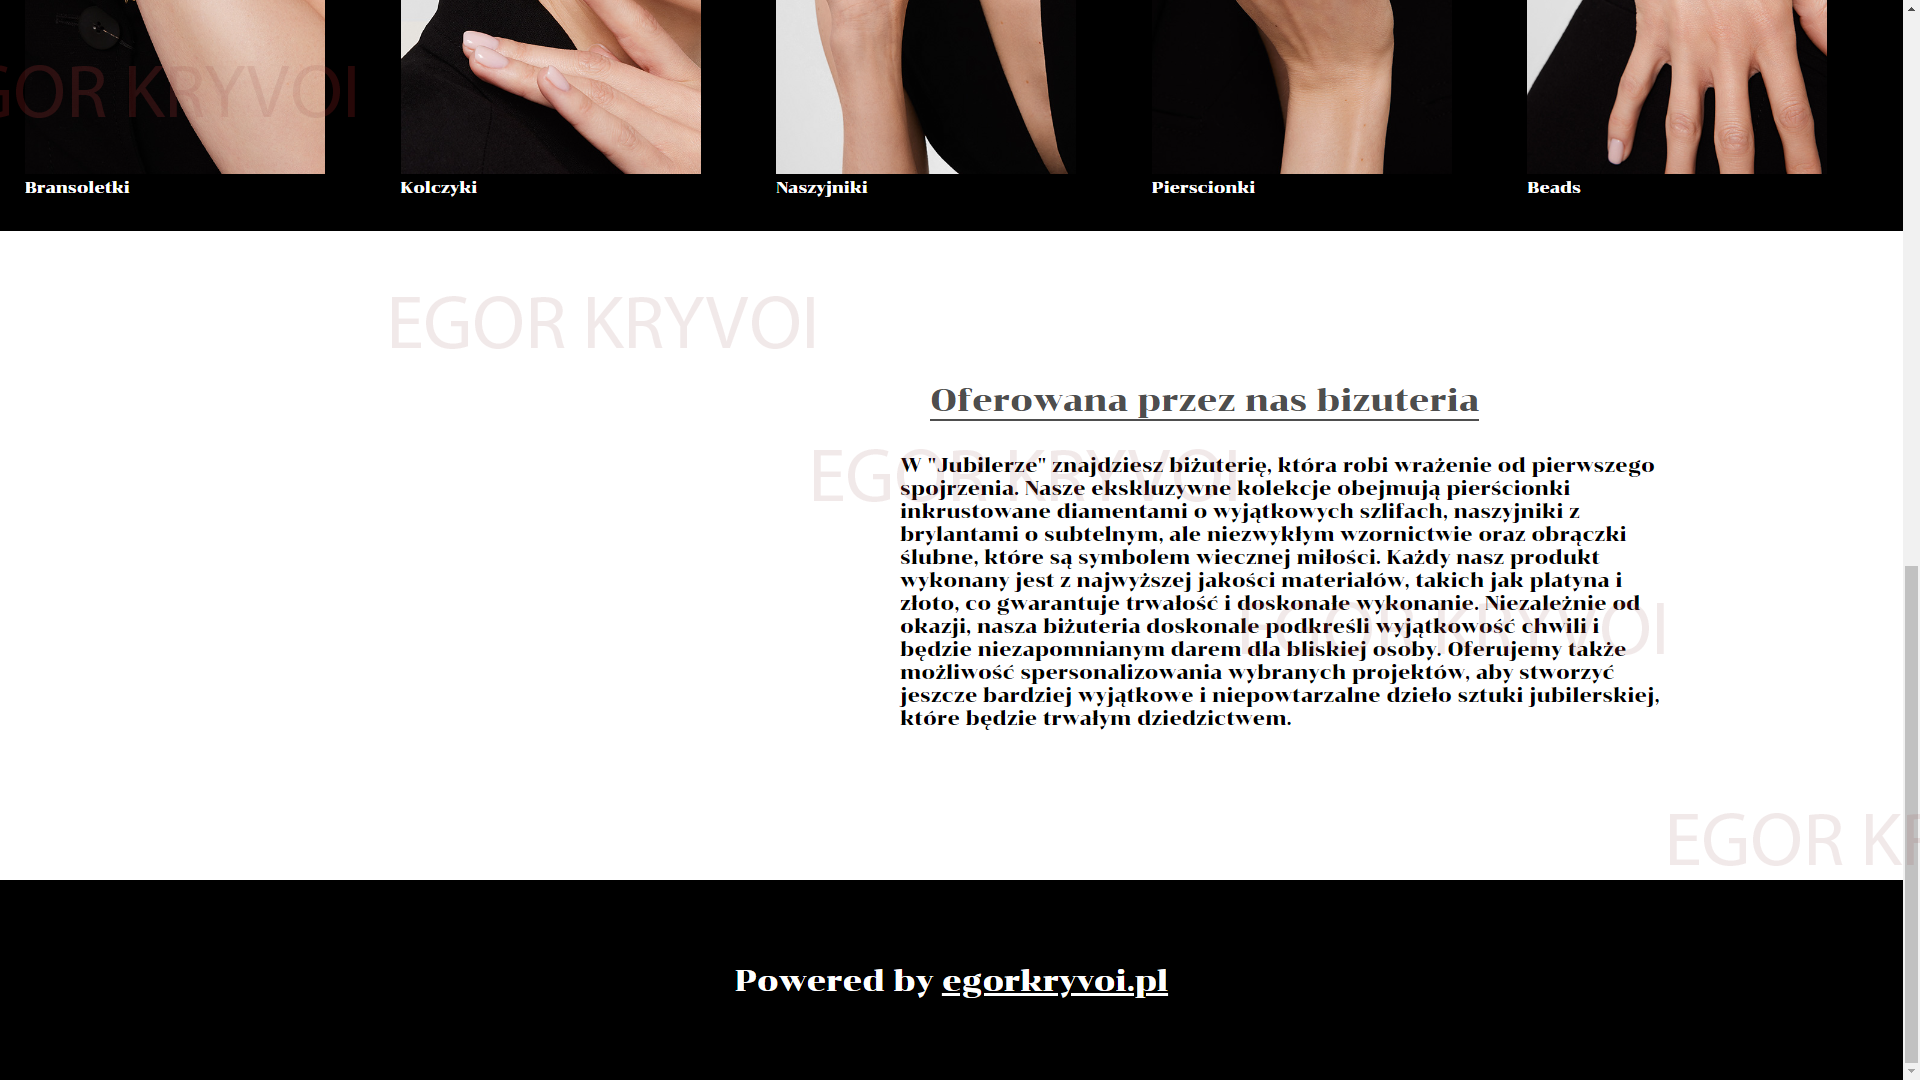 GOR KRYVOI
Bransoletki
Kolczyki
Naszyjniki
Pierscionki
Beads
EGOR KRYVOI
Oferowana przez nas bizuteria
EGOR KRYVOI
W "Jubilerze" znajdziesz biżuterię, która robi wrażenie od pierwszego
spojrzenia. Nasze ekskluzywne kolekcje obejmują pierścionki
inkrustowane diamentami o wyjątkowych szlifach, naszyjniki z
brylantami o subtelnym, ale niezwykłym wzornictwie oraz obrączki
ślubne, które są symbolem wiecznej miłości. Każdy nasz produkt
wykonany jest z najwyższej jakości materiałów, takich jak platyna i
złoto, co gwarantuje trwałość i doskonałe wykonanie. Niezależnie od
okazji, nasza biżuteria doskonale podkreśli wyjątkowość chwili i
będzie niezapomnianym darem dla bliskiej osoby. Oferujemy także
możliwość spersonalizowania wybranych projektów, aby stworzyć
jeszcze bardziej wyjątkowe i niepowtarzalne dzieło sztuki jubilerskiej,
które będzie trwałym dziedzictwem.
EGOR KRYVOI
EGOR KR
Powered by egorkryvoi.pl